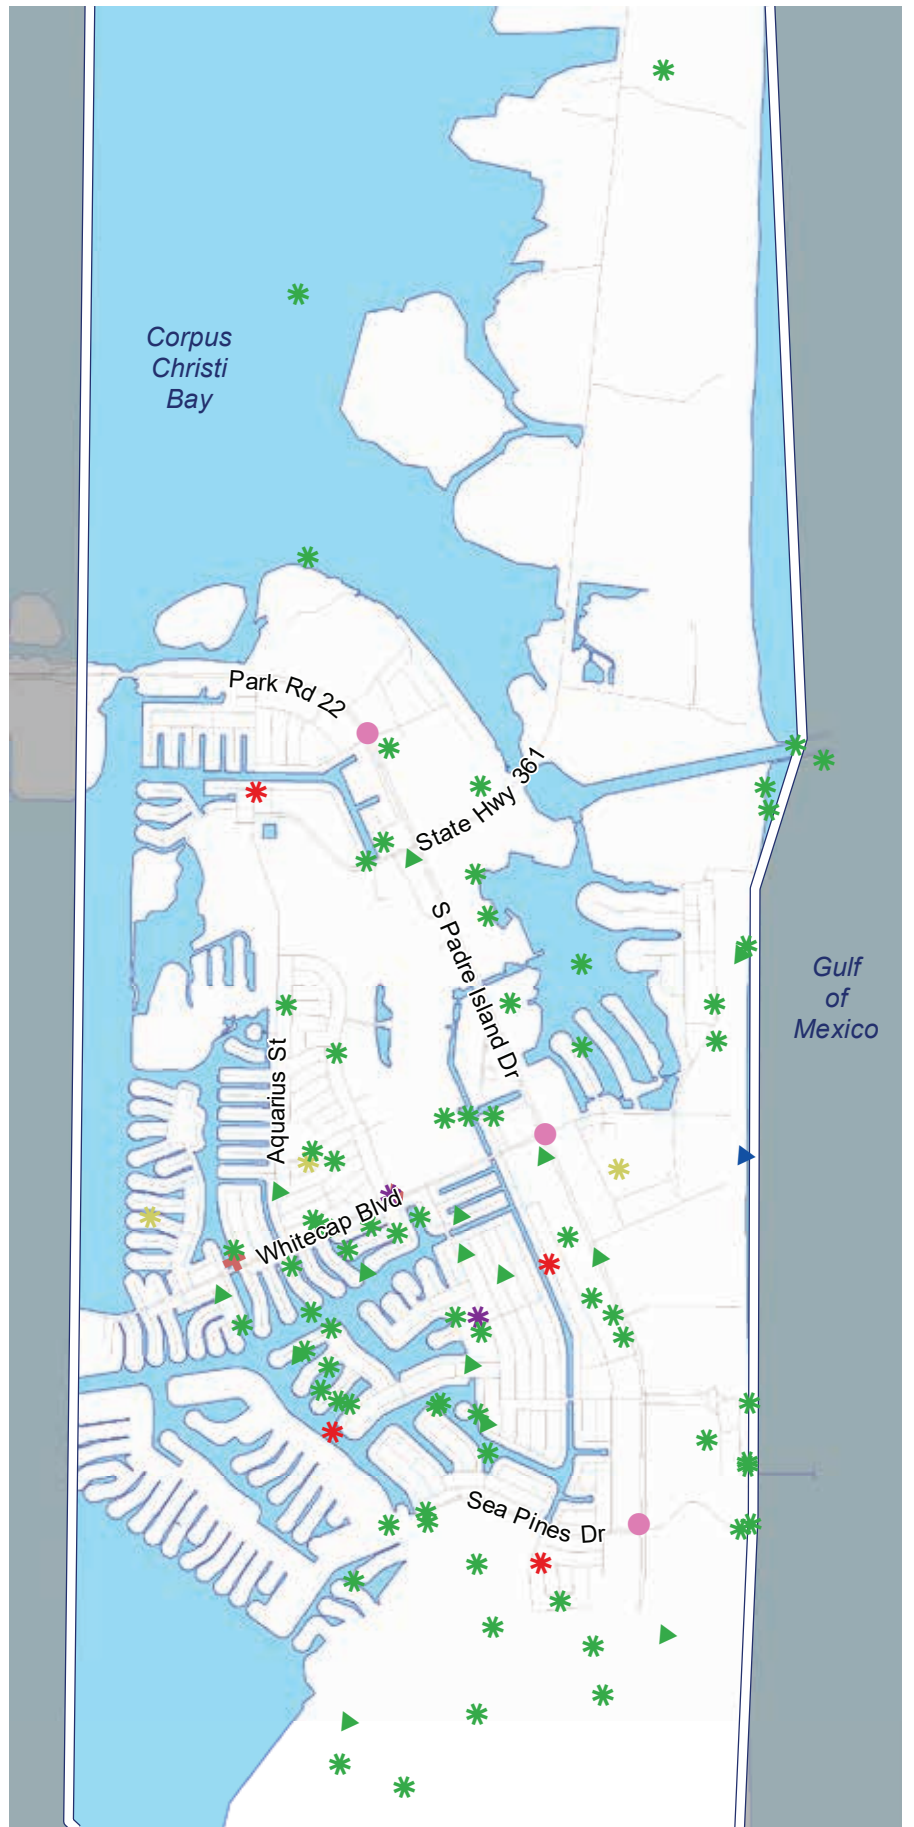 Corpus
Christi
Bay
Park Rd 22
State Hwy 361
S Padre Island Dr
Gulf
of
Mexico
Aquarius St
Whitecap Blvd
Sea Pines Dr